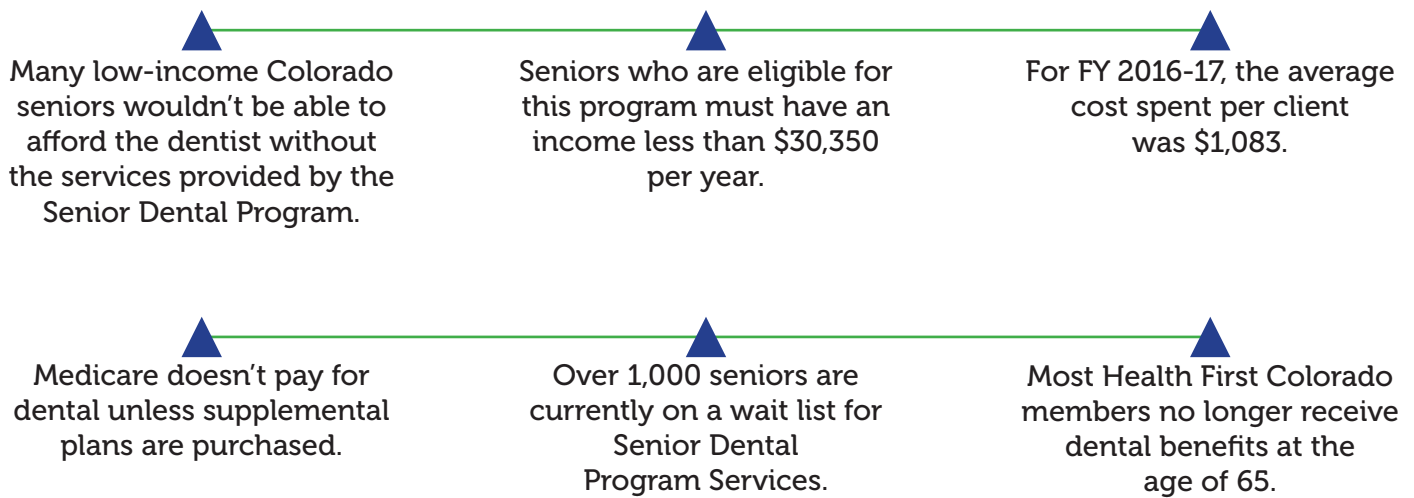 Many low-income Colorado
seniors wouldn't be able to
afford the dentist without
the services provided by the
Senior Dental Program.
Seniors who are eligible for
this program must have an
income less than $30,350
per year.
For FY 2016-17, the average
cost spent per client
was $1,083.
Medicare doesn't pay for
dental unless supplemental
plans are purchased.
Over 1,000 seniors are
currently on a wait list for
Senior Dental
Program Services.
Most Health First Colorado
members no longer receive
dental benefits at the
age of 65.